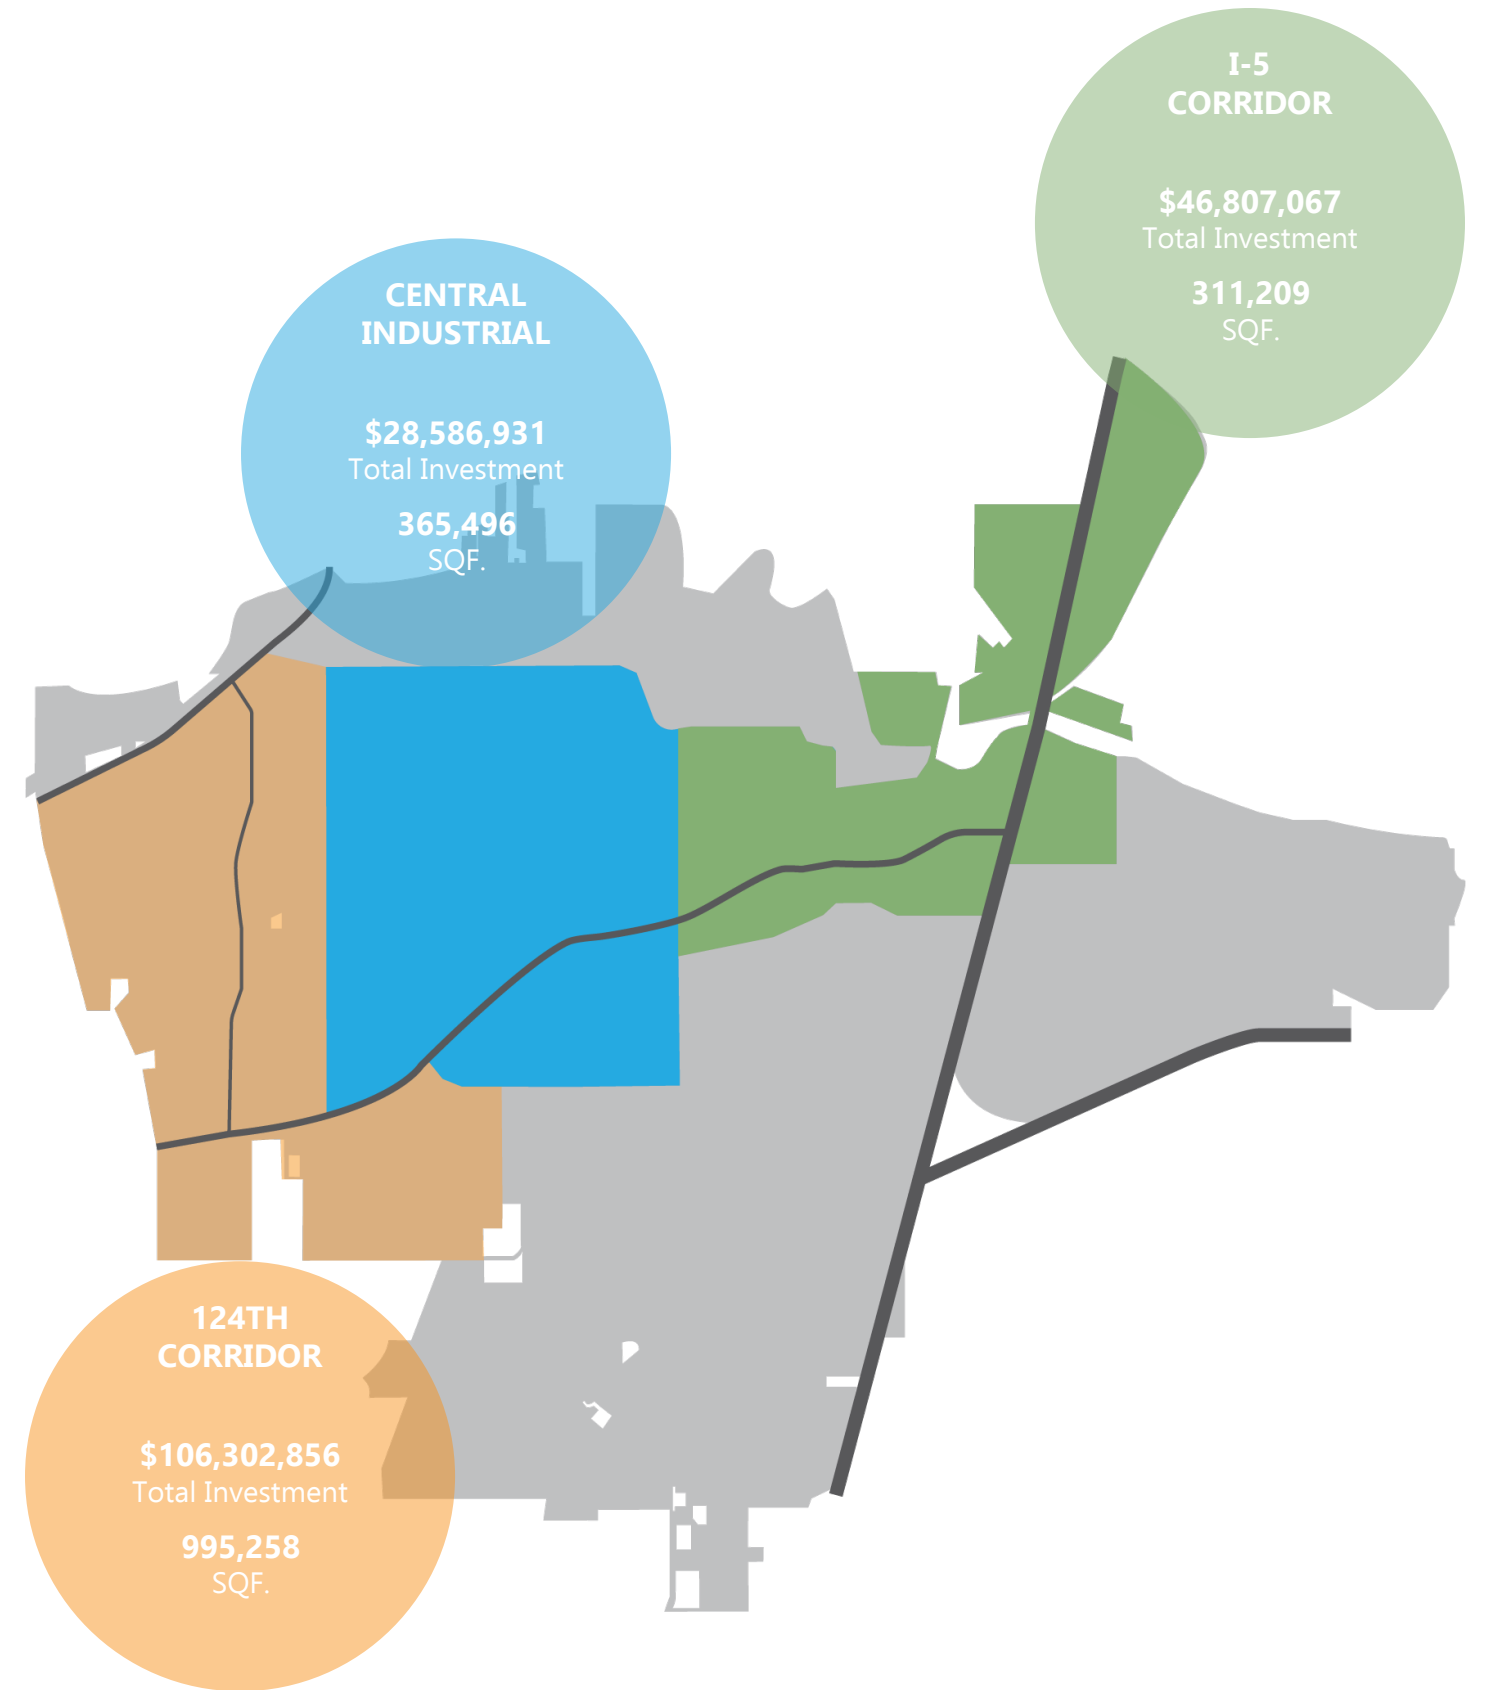 I-5
CORRIDOR
$46,807,067
Total Investment
311,209
SQF.
CENTRAL
INDUSTRIAL
$28,586,931
Total Investment
365,496
SQF.
124TH
CORRIDOR
$106,302,856
Total Investment
995,258
SQF.